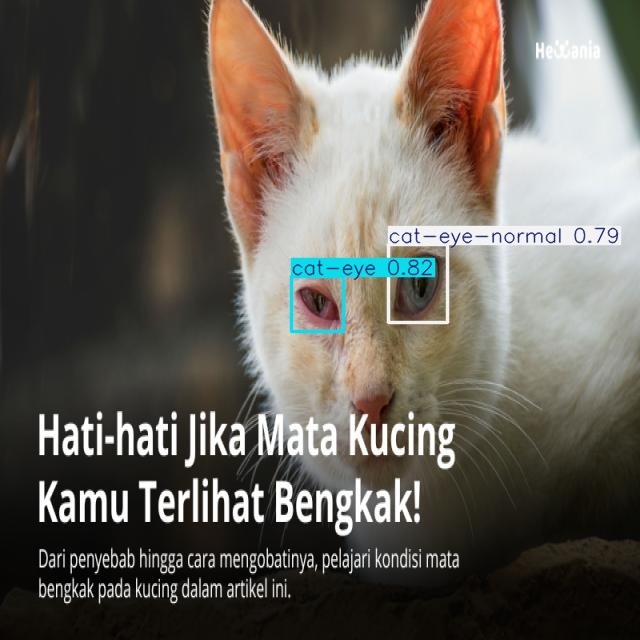 Hewania
cat-eye-normal 0.79
cat-eye 0.82
Hati-hati Jika Mata Kucing
Kamu Terlihat Bengkak!
Dari penyebab hingga cara mengobatinya, pelajari kondisi mata
bengkak pada kucing dalam artikel ini.